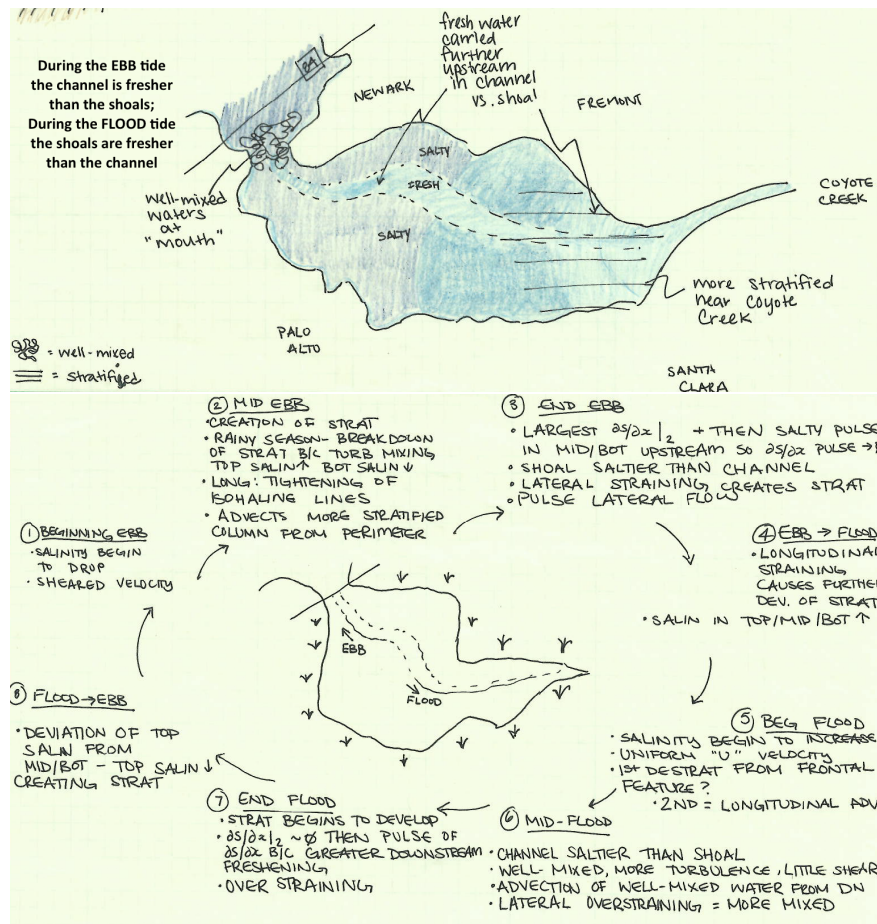 During the EBB tide
the channel is fresher
than the shoals;
During the FLOOD tide
the shoals are fresher
than the channel
fresh water
carried
further
upstream
in channel
vs. shoal
NEWARK
FREMONT
SALTY
FRESH
SALTY
COYOTE
CREEK
well-mixed
waters
at
"mouth"
more stratified
near Coyote
Creek
PALO
ALTO
SANTA
CLARA
= well-mixed
= stratified
② MID EBB
• CREATION OF STRAT
• RAINY SEASON - BREAKDOWN
OF STRAT B/C TURB MIXING,
TOP SALIN↑ BOT SALIN↓
• LONG: TIGHTENING OF
ISOHALINE LINES
• ADVECTS MORE STRATIFIED
COLUMN FROM PERIMETER
③ END EBB
• LARGEST ∂S/∂x|₂ + THEN SALTY PULSE
IN MID/BOT UPSTREAM SO ∂S/∂x PULSE →
• SHOAL SALTIER THAN CHANNEL
• LATERAL STRAINING CREATES STRAT
• PULSE LATERAL FLOW
① BEGINNING EBB
• SALINITY BEGIN
TO DROP
• SHEARED VELOCITY
④ EBB → FLOOD
• LONGITUDINAL
STRAINING
CAUSES FURTHER
DEV. OF STRAT
• SALIN IN TOP/MID/BOT ↑
EBB
FLOOD
⑧ FLOOD→EBB
• DEVIATION OF TOP
SALIN FROM
MID/BOT - TOP SALIN↓
CREATING STRAT
⑤ BEG FLOOD
• SALINITY BEGIN TO INCREASE
• UNIFORM "U" VELOCITY
• 1st DESTRAT FROM FRONTAL
FEATURE?
• 2ND = LONGITUDINAL ADV
⑦ END FLOOD
• STRAT BEGINS TO DEVELOP
• ∂S/∂x|₂ ~ Ø THEN PULSE OF
∂S/∂x B/C GREATER DOWNSTREAM
FRESHENING
• OVER STRAINING
⑥ MID-FLOOD
• CHANNEL SALTIER THAN SHOAL
• WELL-MIXED, MORE TURBULENCE, LITTLE SHEAR
• ADVECTION OF WELL-MIXED WATER FROM DN
• LATERAL OVERSTRAINING = MORE MIXED